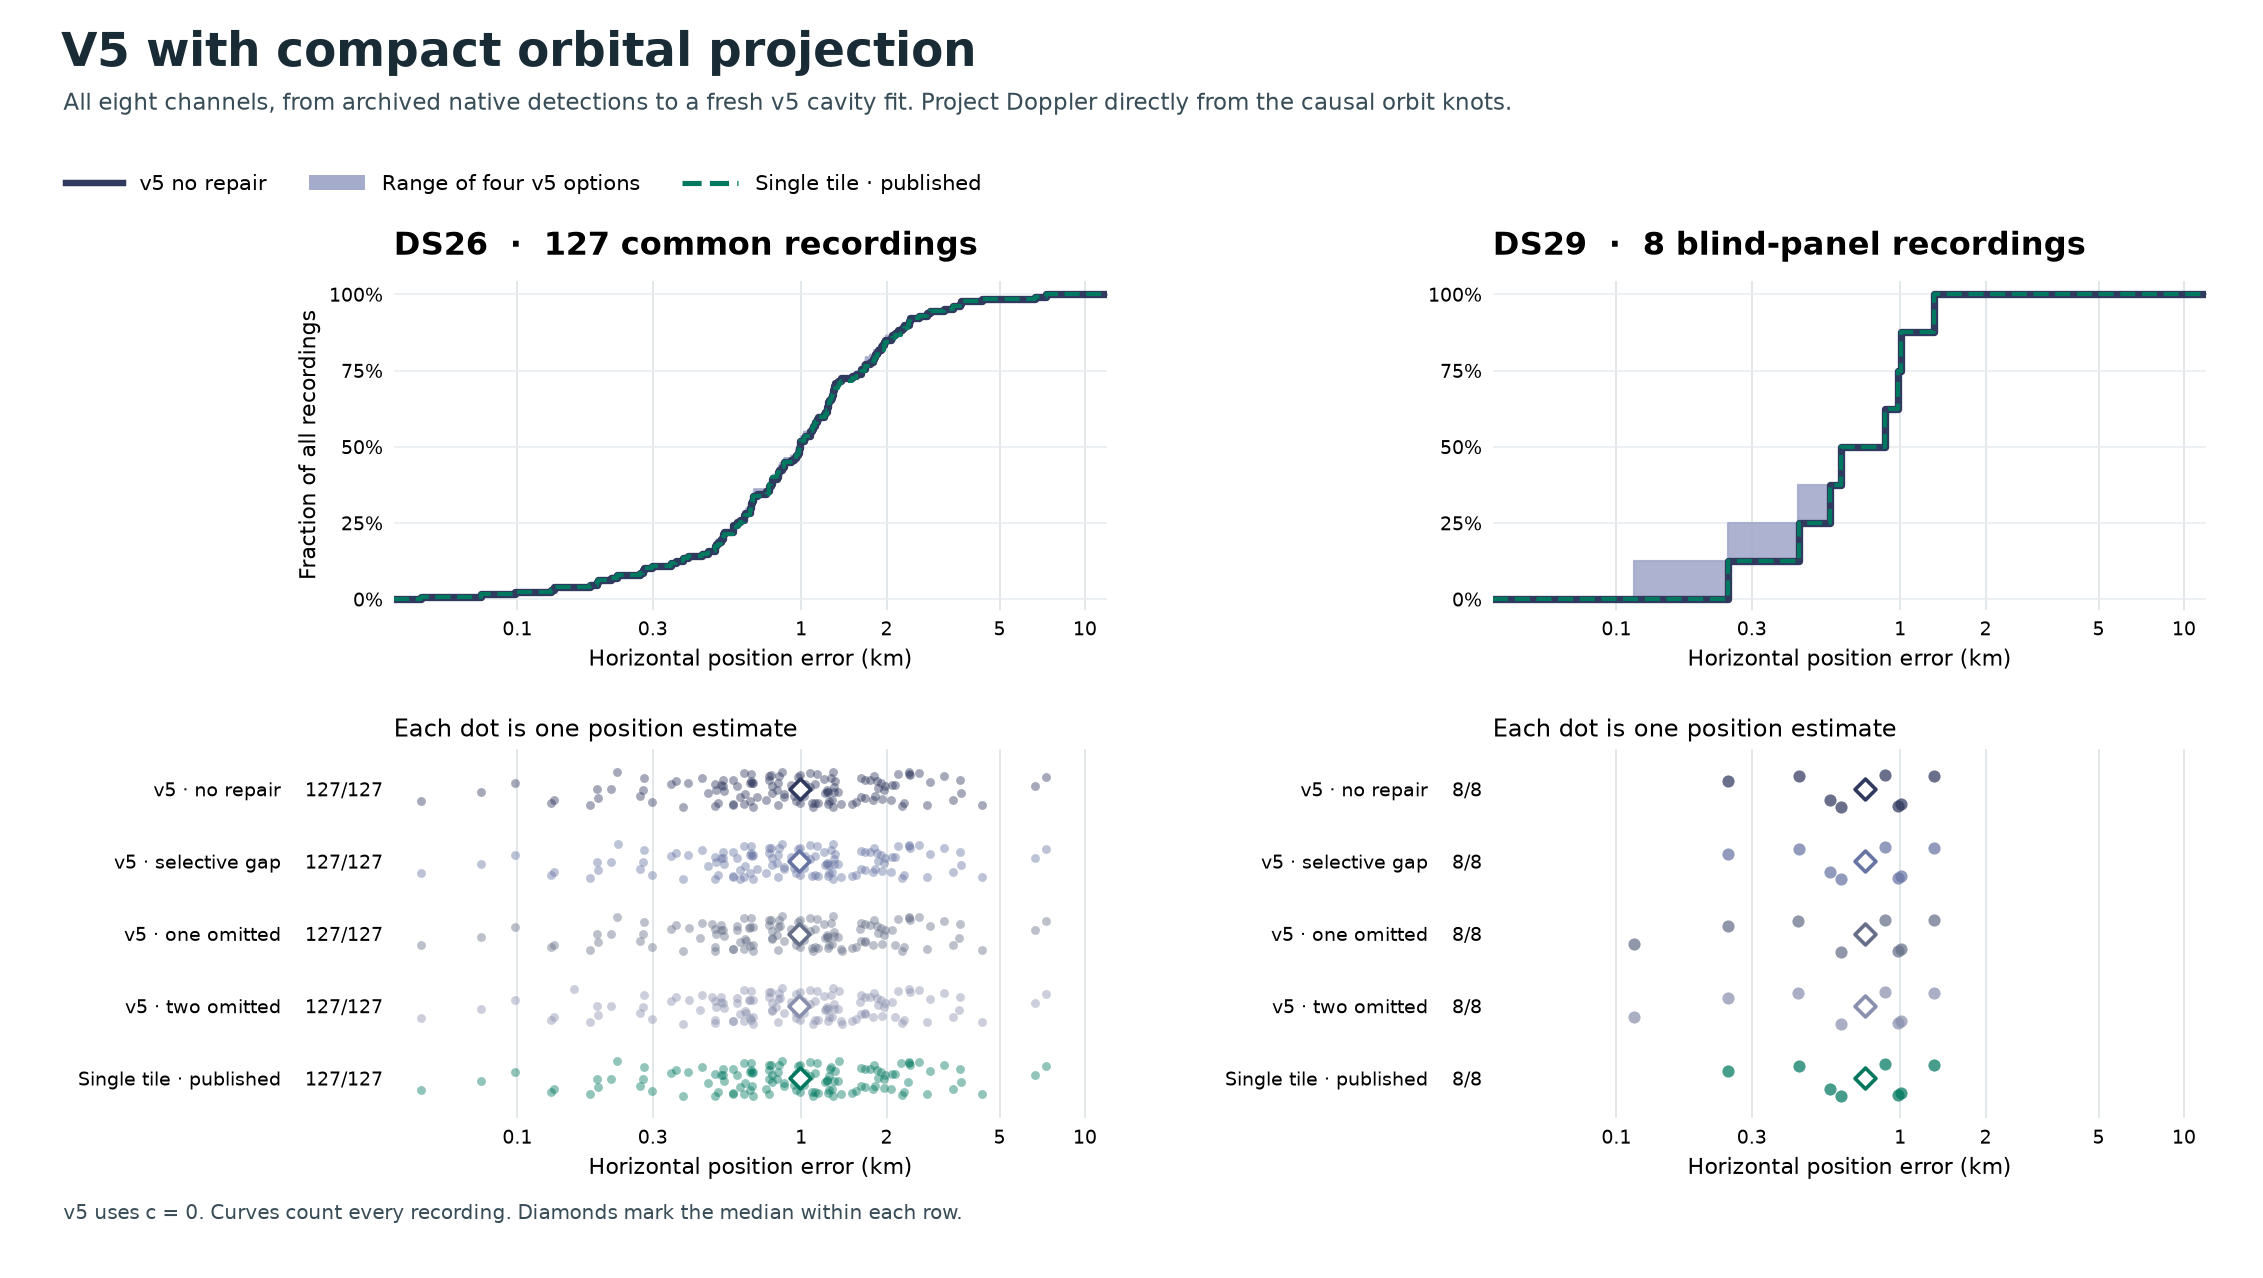 V5 with compact orbital projection
All eight channels, from archived native detections to a fresh v5 cavity fit. Project Doppler directly from the causal orbit knots.
v5 no repair
Range of four v5 options
Single tile · published
DS26 · 127 common recordings
Fraction of all recordings
100%
75%
50%
25%
0%
0.1 0.3 1 2 5 10
Horizontal position error (km)
DS29 · 8 blind-panel recordings
100%
75%
50%
25%
0%
0.1 0.3 1 2 5 10
Horizontal position error (km)
Each dot is one position estimate
v5 · no repair 127/127
v5 · selective gap 127/127
v5 · one omitted 127/127
v5 · two omitted 127/127
Single tile · published 127/127
0.1 0.3 1 2 5 10
Horizontal position error (km)
Each dot is one position estimate
v5 · no repair 8/8
v5 · selective gap 8/8
v5 · one omitted 8/8
v5 · two omitted 8/8
Single tile · published 8/8
0.1 0.3 1 2 5 10
Horizontal position error (km)
v5 uses c = 0. Curves count every recording. Diamonds mark the median within each row.